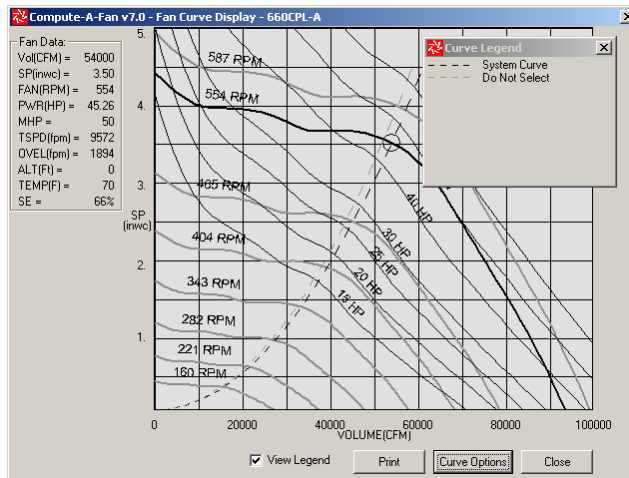 Compute-A-Fan v7.0 - Fan Curve Display - 660CPL-A
Fan Data:
Vol(CFM) = 54000
SP(inwc) = 3.50
FAN(RPM) = 554
PWR(HP) = 45.26
MHP = 50
TSPD(fpm) = 9572
OVEL(fpm) = 1894
ALT(Ft) = 0
TEMP(F) = 70
SE = 66%
Curve Legend
System Curve
Do Not Select
5.
4.
3.
SP
(inwc)
2.
1.
587 RPM
554 RPM
465 RPM
404 RPM
343 RPM
282 RPM
221 RPM
160 RPM
40 HP
30 HP
25 HP
20 HP
15 HP
0 20000 40000 60000 80000 100000
VOLUME(CFM)
View Legend Print Curve Options Close